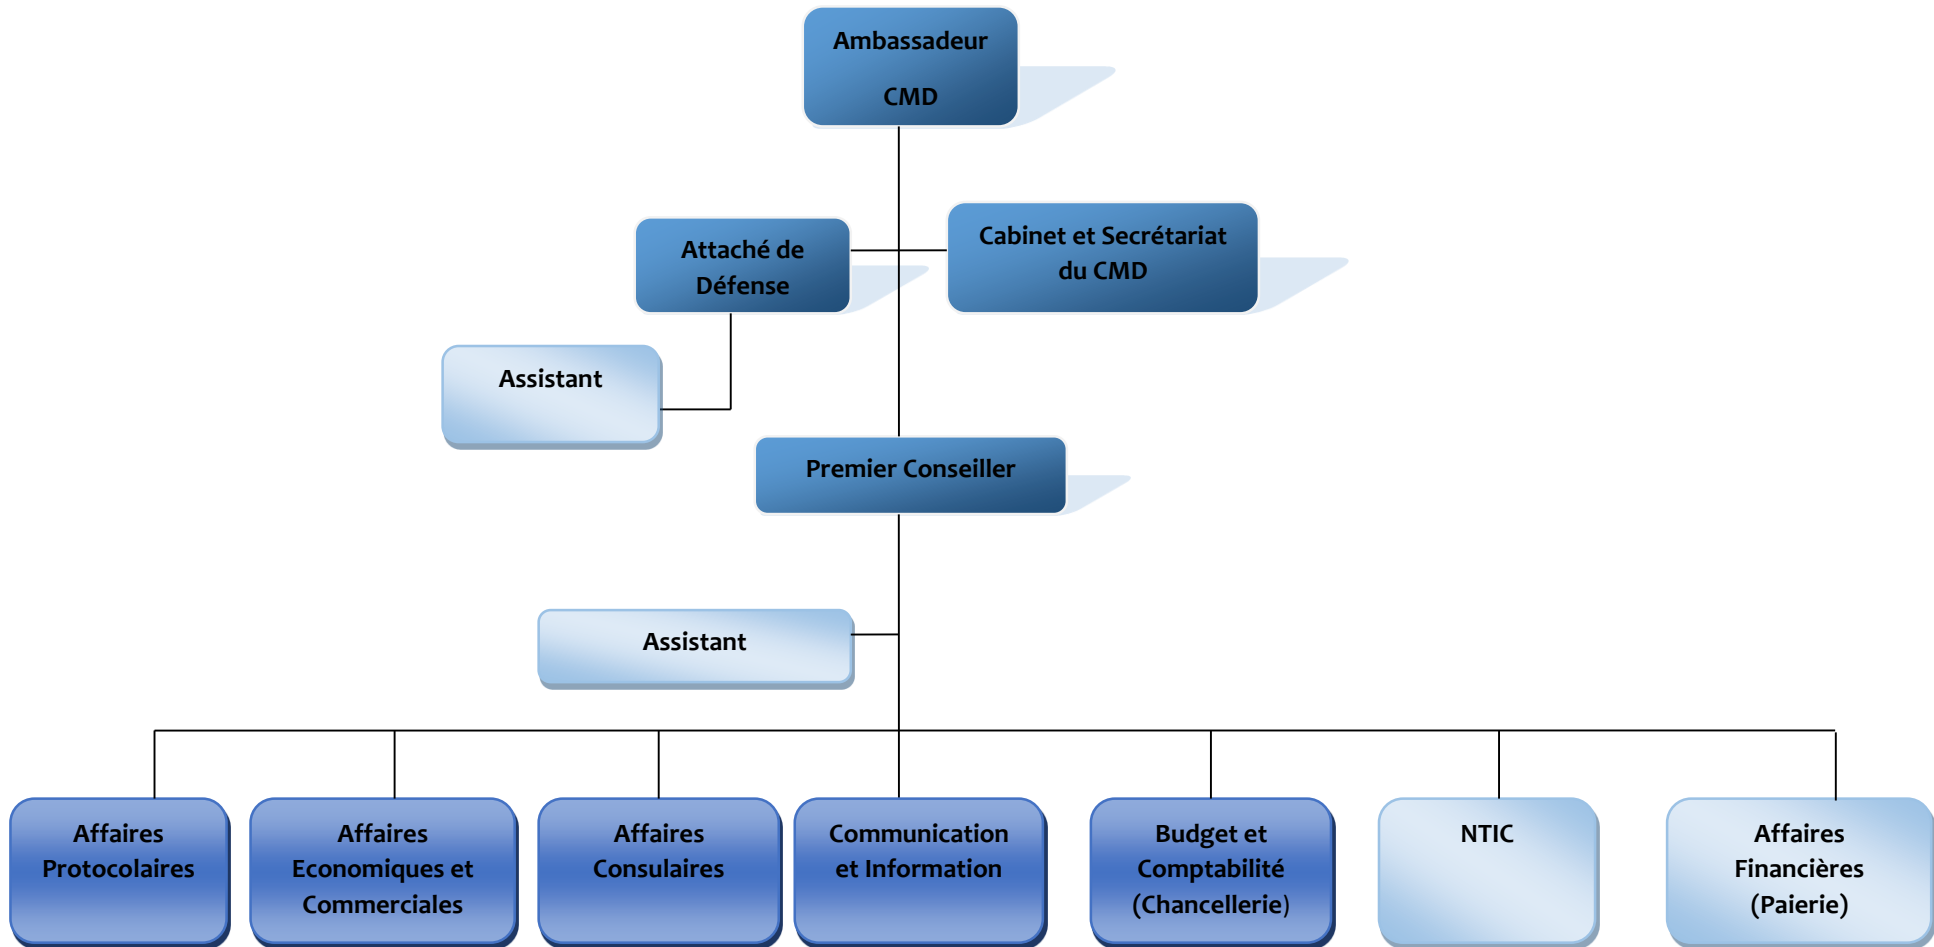 Ambassadeur
CMD
Attaché de
Défense
Cabinet et Secrétariat
du CMD
Assistant
Premier Conseiller
Assistant
Affaires
Protocolaires
Affaires
Economiques et
Commerciales
Affaires
Consulaires
Communication
et Information
Budget et
Comptabilité
(Chancellerie)
NTIC
Affaires
Financières
(Paierie)